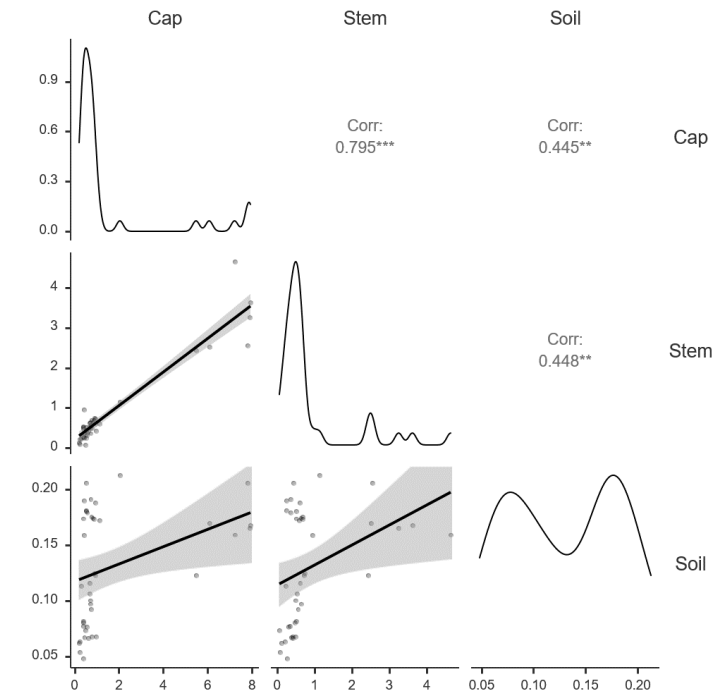 Cap Stem Soil
0.9
0.6
0.3
0.0
Corr:
0.795***
Corr:
0.445**
Cap
4
3
2
1
0
Corr:
0.448**
Stem
0.20
0.15
0.10
0.05
Soil
0 2 4 6 8 0 1 2 3 4 0.05 0.10 0.15 0.20